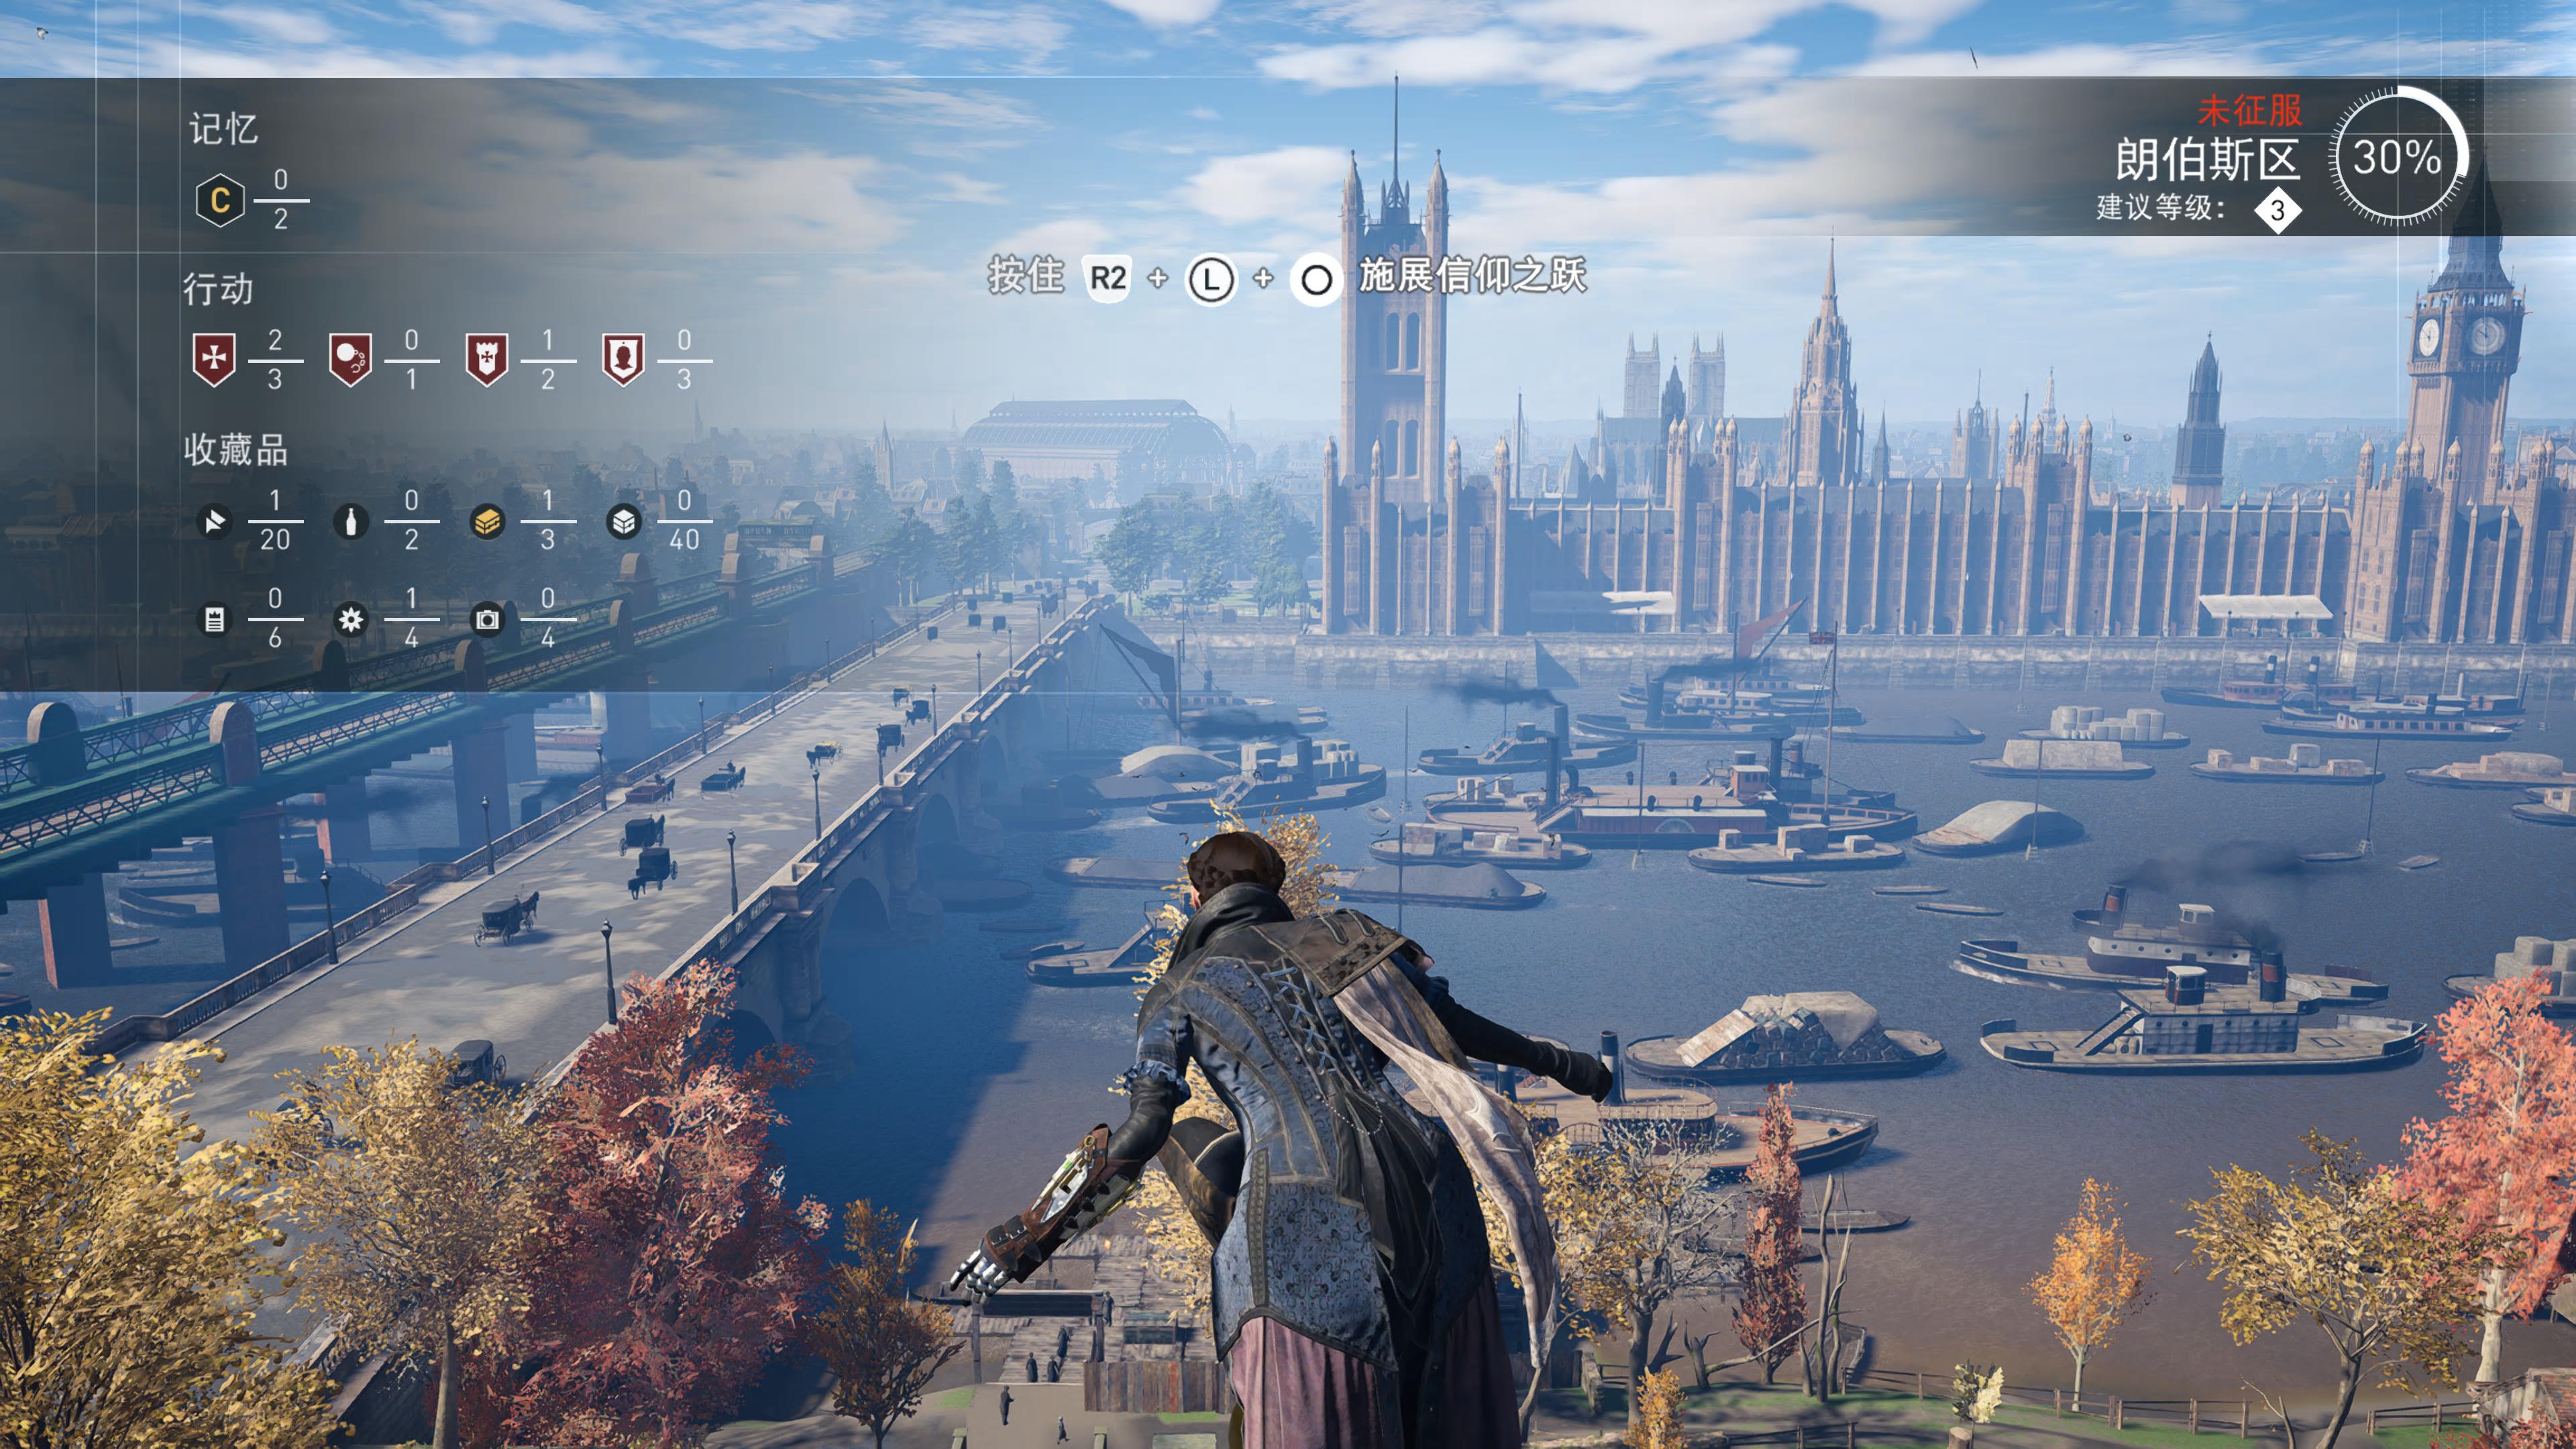 记忆
C 0/2
行动
2/3 0/1 1/2 0/3
收藏品
1/20 0/2 1/3 0/40
0/6 1/4 0/4
按住 R2 + L + O 施展信仰之跃
未征服
朗伯斯区
建议等级： 3
30%